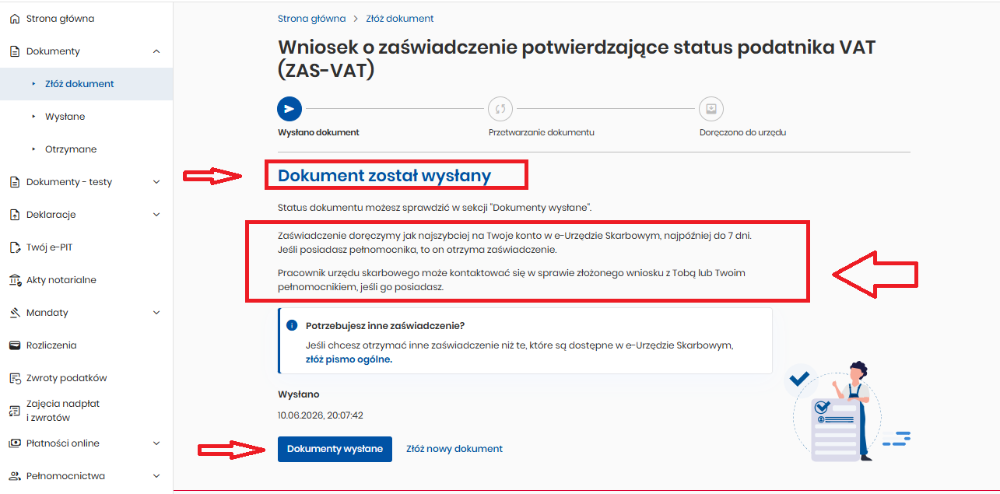 Strona główna
Dokumenty
Złóż dokument
Wysłane
Otrzymane
Dokumenty - testy
Deklaracje
Twój e-PIT
Akty notarialne
Mandaty
Rozliczenia
Zwroty podatków
Zajęcia nadpłat
i zwrotów
Płatności online
Pełnomocnictwa
Strona główna > Złóż dokument
Wniosek o zaświadczenie potwierdzające status podatnika VAT
(ZAS-VAT)
Wysłano dokument
Przetwarzanie dokumentu
Doręczono do urzędu
Dokument został wysłany
Status dokumentu możesz sprawdzić w sekcji "Dokumenty wysłane".
Zaświadczenie doręczymy jak najszybciej na Twoje konto w e-Urzędzie Skarbowym, najpóźniej do 7 dni.
Jeśli posiadasz pełnomocnika, to on otrzyma zaświadczenie.
Pracownik urzędu skarbowego może kontaktować się w sprawie złożonego wniosku z Tobą lub Twoim
pełnomocnikiem, jeśli go posiadasz.
Potrzebujesz inne zaświadczenie?
Jeśli chcesz otrzymać inne zaświadczenie niż te, które są dostępne w e-Urzędzie Skarbowym,
złóż pismo ogólne.
Wysłano
10.06.2026, 20:07:42
Dokumenty wysłane
Złóż nowy dokument